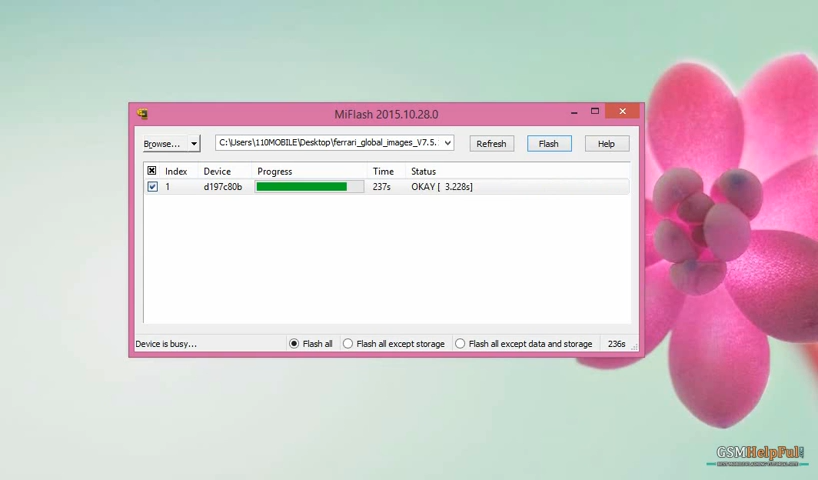 MiFlash 2015.10.28.0
Browse... C:\Users\110MOBILE\Desktop\ferrari_global_images_V7.5. Refresh Flash Help
Index Device Progress Time Status
1 d197c80b 237s OKAY [ 3.228s]
Device is busy... Flash all Flash all except storage Flash all except data and storage 236s
GSMHelpFul